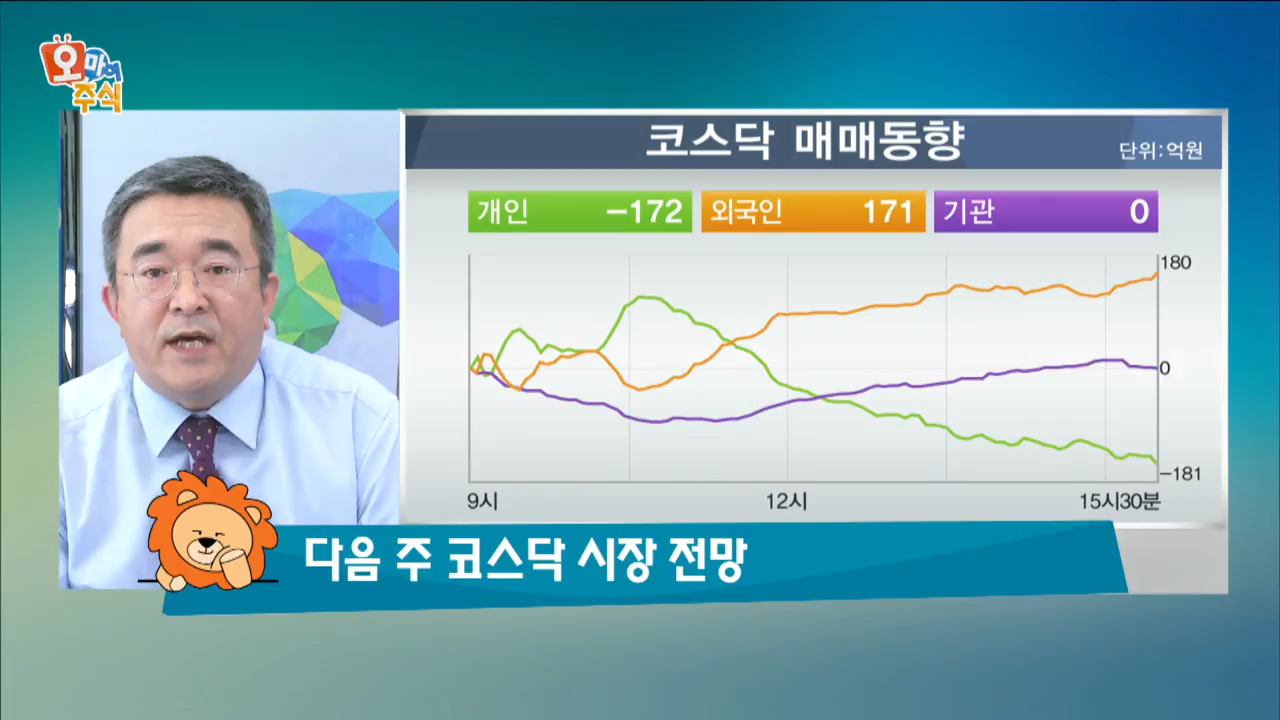 오마이
주식
코스닥 매매동향
단위:억원
개인 -172 외국인 171 기관 0
180
0
-181
9시 12시 15시30분
다음 주 코스닥 시장 전망